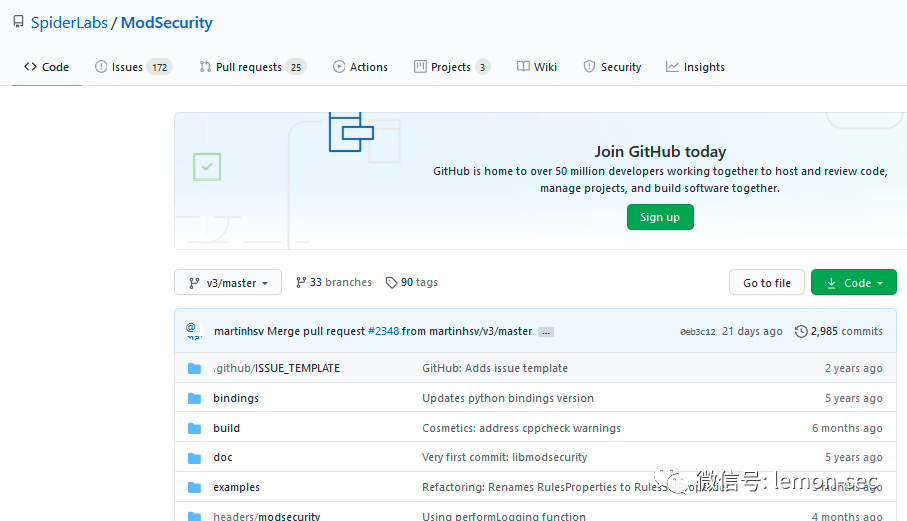 SpiderLabs / ModSecurity
Code Issues 172 Pull requests 25 Actions Projects 3 Wiki Security Insights
Join GitHub today
GitHub is home to over 50 million developers working together to host and review code,
manage projects, and build software together.
Sign up
v3/master 33 branches 90 tags Go to file Code
martinhsv Merge pull request #2348 from martinhsv/v3/master ... 0eb3c12 21 days ago 2,985 commits
.github/ISSUE_TEMPLATE GitHub: Adds issue template 2 years ago
bindings Updates python bindings version 5 years ago
build Cosmetics: address cppcheck warnings 6 months ago
doc Very first commit: libmodsecurity 5 years ago
examples Refactoring: Renames RulesProperties to months ago
微信号: lemon-sec
headers/modsecurity Using performLogging function 4 months ago